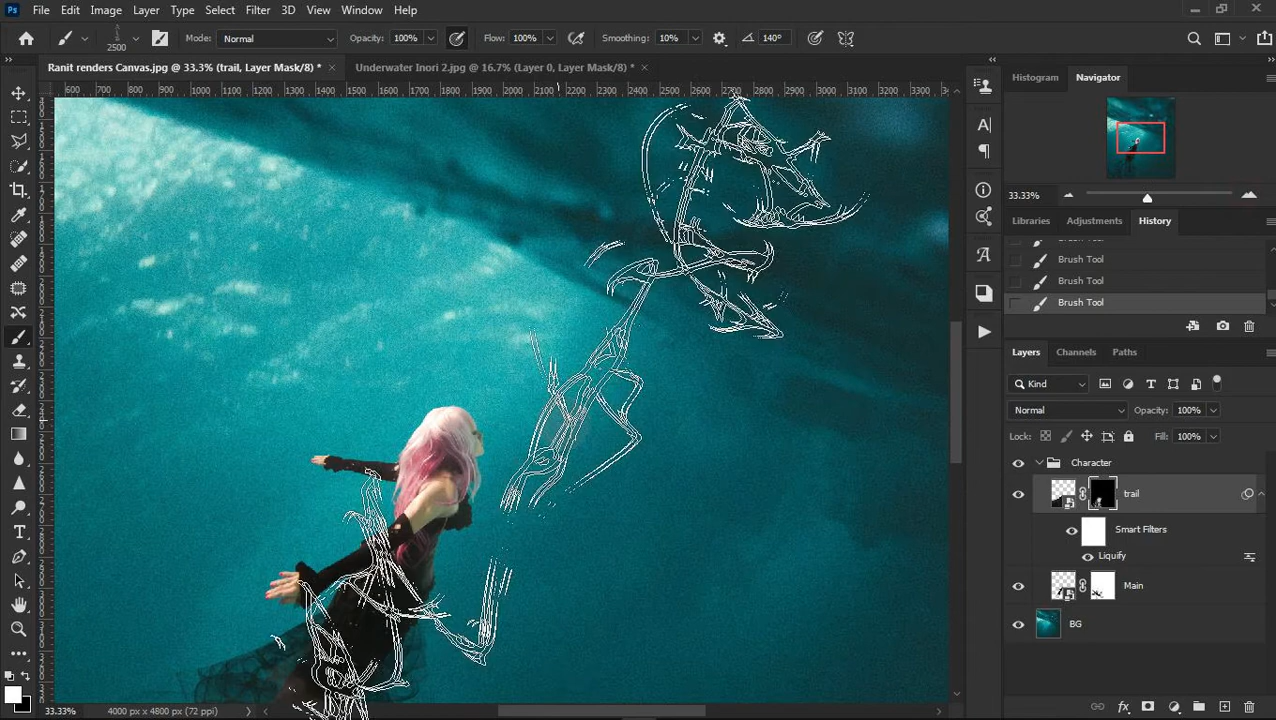 Ps File Edit Image Layer Type Select Filter 3D View Window Help
2500 Mode: Normal Opacity: 100% Flow: 100% Smoothing: 10% 140°
Ranit renders Canvas.jpg @ 33.3% (trail, Layer Mask/8) * × Underwater Inori 2.jpg @ 16.7% (Layer 0, Layer Mask/8) * ×
600 700 800 900 1000 1100 1200 1300 1400 1500 1600 1700 1800 1900 2000 2100 2200 2300 2400 2500 2600 2700 2800 2900 3000 3100 3200 3300
Histogram Navigator
33.33%
Libraries Adjustments History
Brush Tool
Brush Tool
Brush Tool
Layers Channels Paths
Kind
Normal Opacity: 100%
Lock: Fill: 100%
Character
trail
Smart Filters
Liquify
Main
BG
33.33% 4000 px x 4800 px (72 ppi)